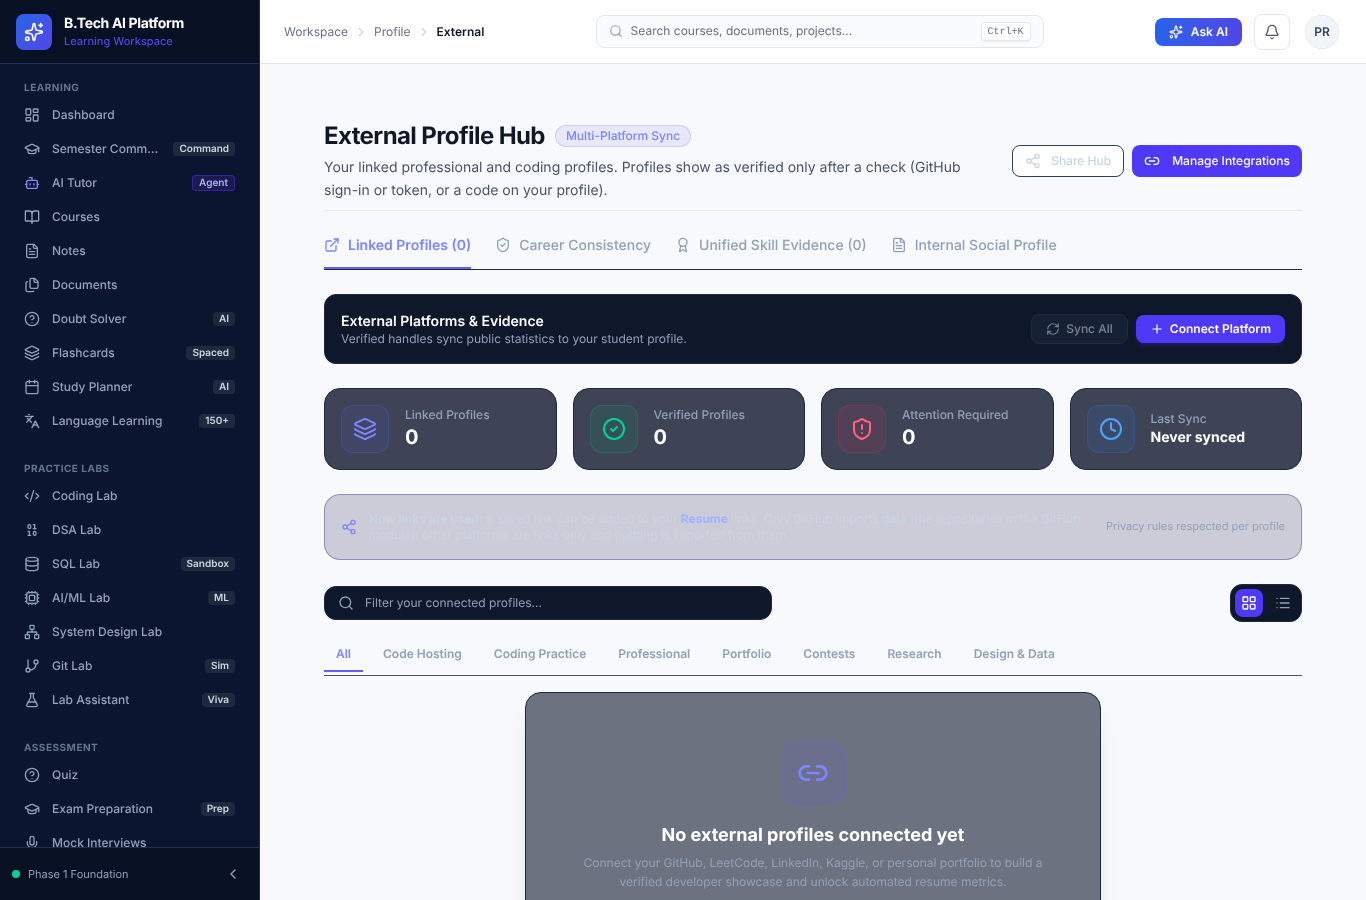 B.Tech AI Platform
Learning Workspace
Workspace
Profile
External
Search courses, documents, projects...
Ctrl+K
Ask AI
PR
LEARNING
Dashboard
Semester Comm...
Command
AI Tutor
Agent
Courses
Notes
Documents
Doubt Solver
AI
Flashcards
Spaced
Study Planner
AI
Language Learning
150+
PRACTICE LABS
Coding Lab
DSA Lab
SQL Lab
Sandbox
AI/ML Lab
ML
System Design Lab
Git Lab
Sim
Lab Assistant
Viva
ASSESSMENT
Quiz
Exam Preparation
Prep
Mock Interviews
Phase 1 Foundation
External Profile Hub
Multi-Platform Sync
Your linked professional and coding profiles. Profiles show as verified only after a check (GitHub
sign-in or token, or a code on your profile).
Share Hub
Manage Integrations
Linked Profiles (0)
Career Consistency
Unified Skill Evidence (0)
Internal Social Profile
External Platforms & Evidence
Verified handles sync public statistics to your student profile.
Sync All
Connect Platform
Linked Profiles
0
Verified Profiles
0
Attention Required
0
Last Sync
Never synced
How links are used.
Resume
Privacy rules respected per profile
Filter your connected profiles...
All
Code Hosting
Coding Practice
Professional
Portfolio
Contests
Research
Design & Data
No external profiles connected yet
Connect your GitHub, LeetCode, LinkedIn, Kaggle, or personal portfolio to build a
verified developer showcase and unlock automated resume metrics.